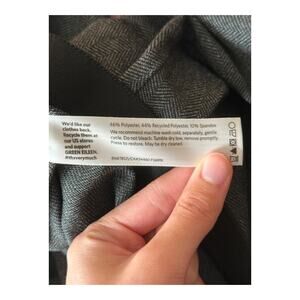 We'd like our
clothes back.
Recycle them at
our US stores
and support
GREEN EILEEN.
#thxverymuch
46% Polyester, 44% Recycled Polyester, 10% Spandex
We recommend machine wash cold, separately, gentle
cycle. Do not bleach. Tumble dry low, remove promptly.
Press to restore. May be dry cleaned.